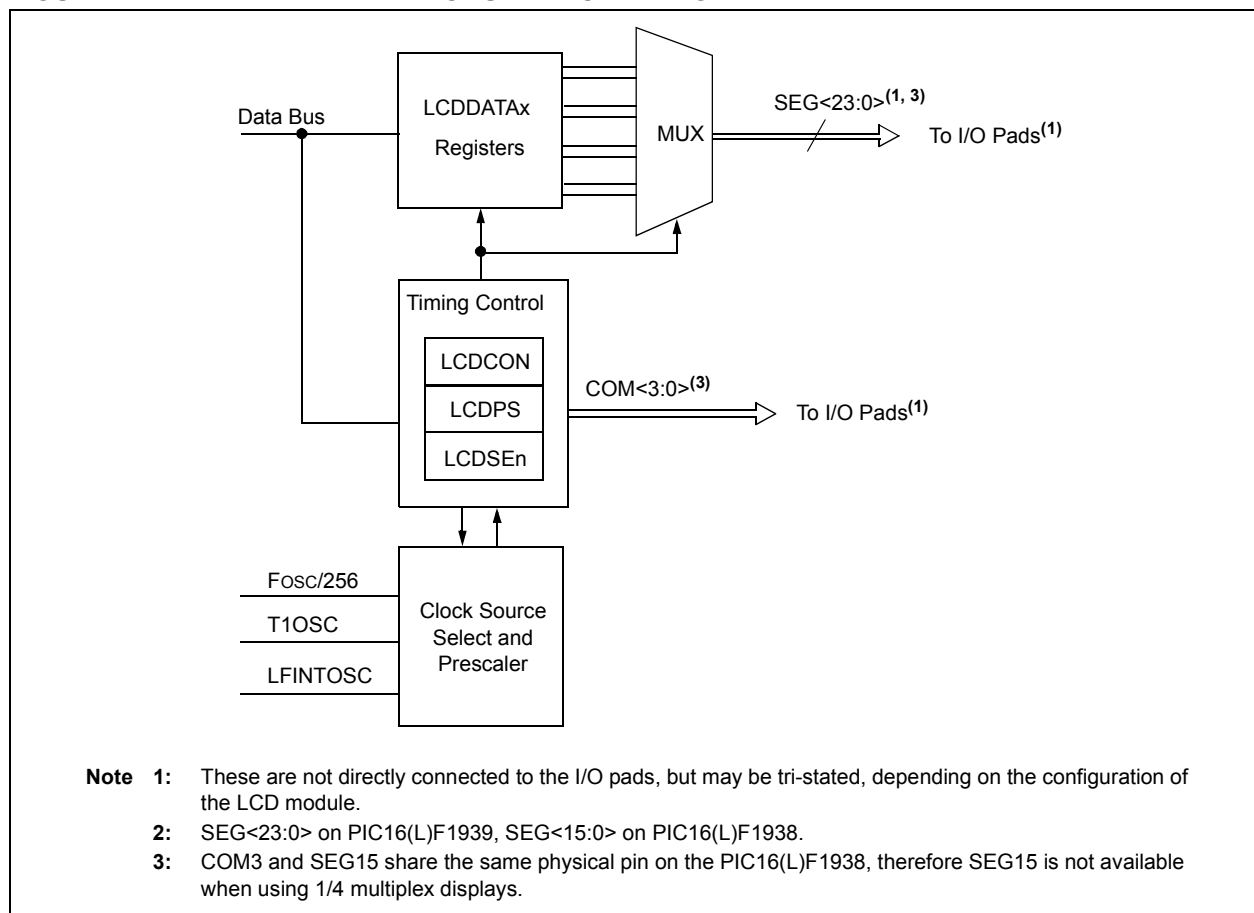 LCDDATAx
Registers
MUX
Data Bus
SEG<23:0>(1, 3)
To I/O Pads(1)
Timing Control
LCDCON
LCDPS
LCDSEn
COM<3:0>(3)
To I/O Pads(1)
FOSC/256
T1OSC
LFINTOSC
Clock Source
Select and
Prescaler
Note 1: These are not directly connected to the I/O pads, but may be tri-stated, depending on the configuration of
the LCD module.
2: SEG<23:0> on PIC16(L)F1939, SEG<15:0> on PIC16(L)F1938.
3: COM3 and SEG15 share the same physical pin on the PIC16(L)F1938, therefore SEG15 is not available
when using 1/4 multiplex displays.